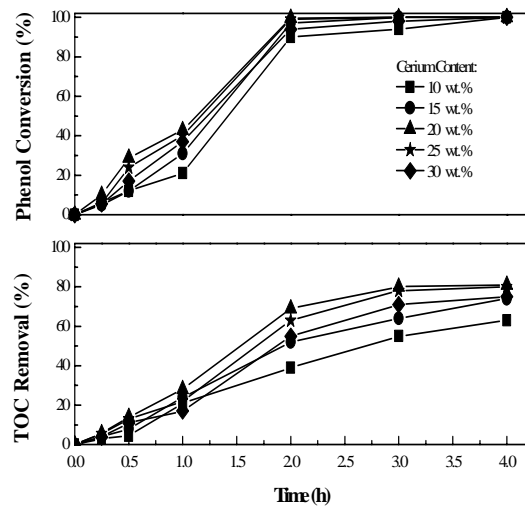 Phenol Conversion (%)
100
80
60
40
20
0
Cerium Content:
10 wt.%
15 wt.%
20 wt.%
25 wt.%
30 wt.%
TOC Removal (%)
100
80
60
40
20
0
0.0 0.5 1.0 1.5 2.0 2.5 3.0 3.5 4.0
Time (h)